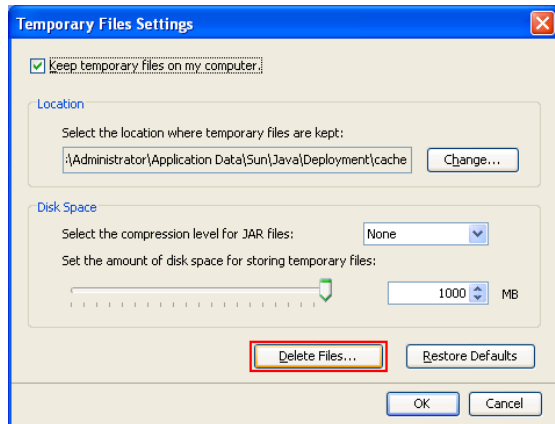 Temporary Files Settings
Keep temporary files on my computer.
Location
Select the location where temporary files are kept:
:\Administrator\Application Data\Sun\Java\Deployment\cache Change...
Disk Space
Select the compression level for JAR files: None
Set the amount of disk space for storing temporary files:
1000 MB
Delete Files... Restore Defaults
OK Cancel